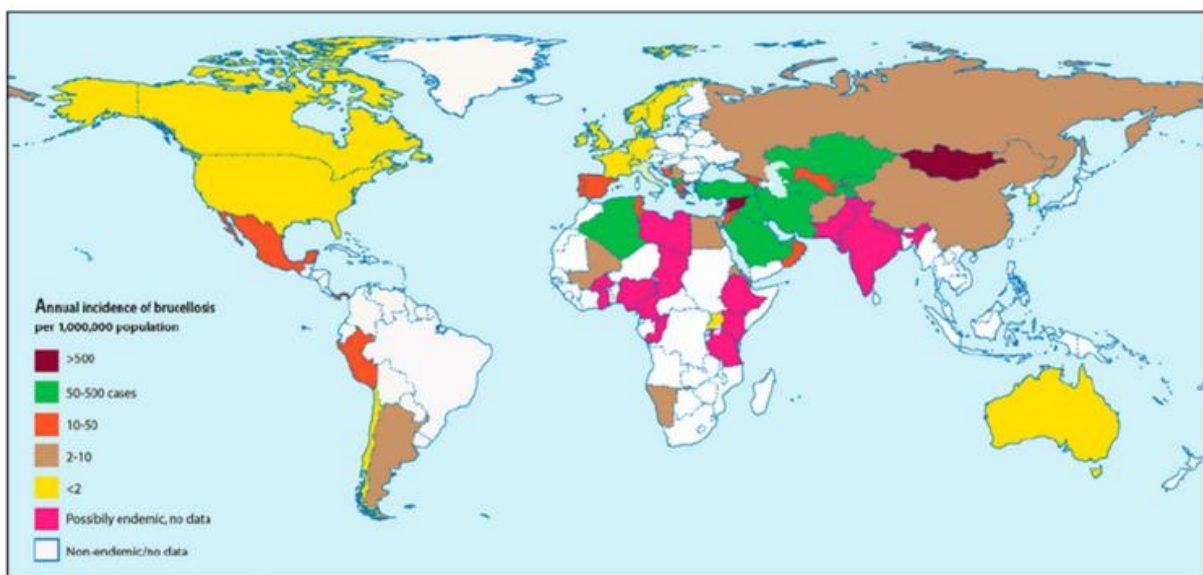 Annual incidence of brucellosis
per 1,000,000 population
>500
50-500 cases
10-50
2-10
<2
Possibily endemic, no data
Non-endemic/no data